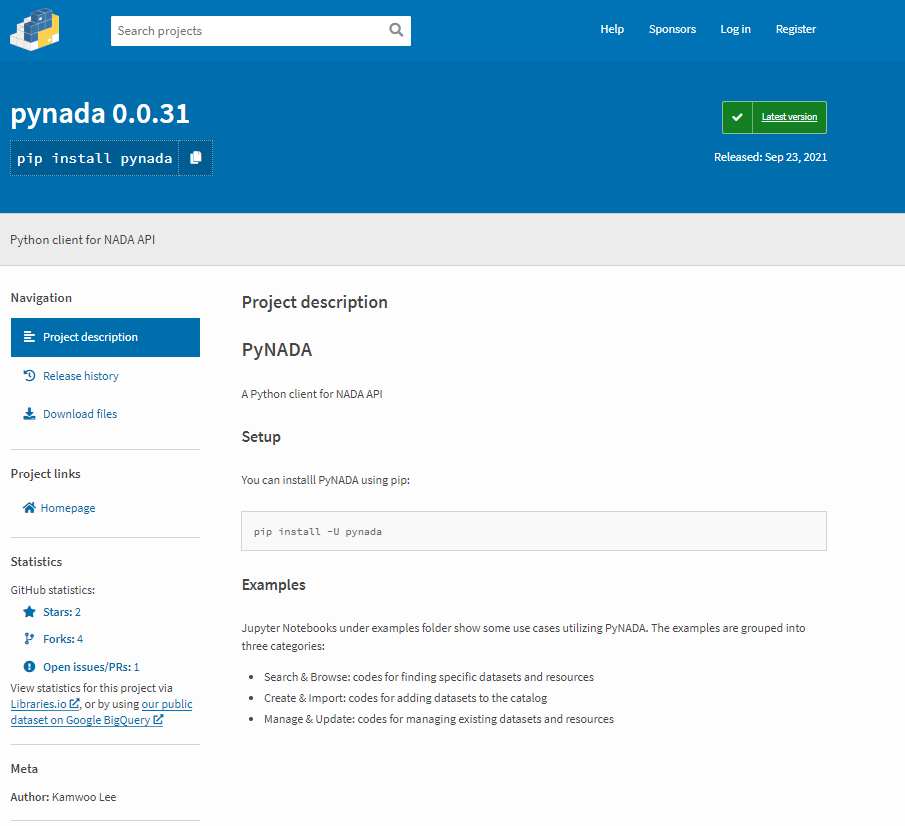 Search projects
Help
Sponsors
Log in
Register
pynada 0.0.31
Latest version
pip install pynada
Released: Sep 23, 2021
Python client for NADA API
Navigation
Project description
Release history
Download files
Project links
Homepage
Statistics
GitHub statistics:
Stars: 2
Forks: 4
Open issues/PRs: 1
View statistics for this project via
Libraries.io, or by using our public
dataset on Google BigQuery
Meta
Author: Kamwoo Lee
Project description
PyNADA
A Python client for NADA API
Setup
You can installl PyNADA using pip:
pip install -U pynada
Examples
Jupyter Notebooks under examples folder show some use cases utilizing PyNADA. The examples are grouped into
three categories:
• Search & Browse: codes for finding specific datasets and resources
• Create & Import: codes for adding datasets to the catalog
• Manage & Update: codes for managing existing datasets and resources